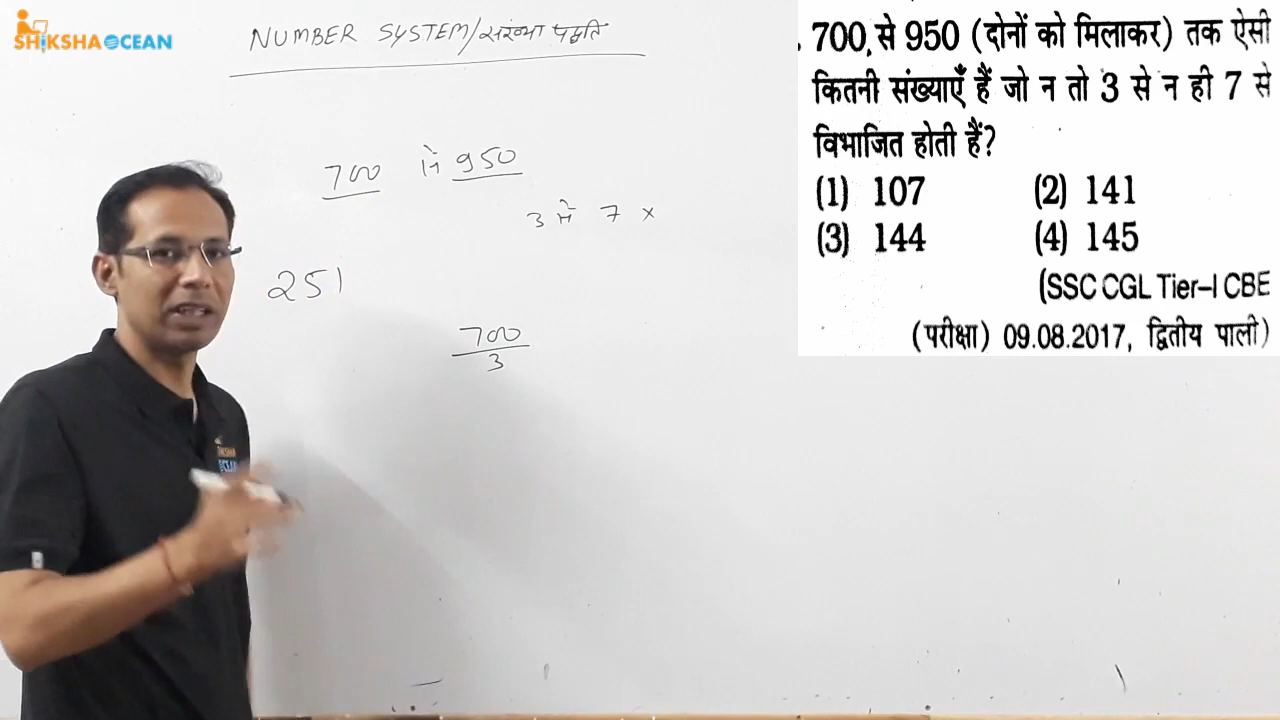 SHIKSHA OCEAN
NUMBER SYSTEM/संख्या पद्धति
700 से 950
3 से 7 ×
251
700
3
700 से 950 (दोनों को मिलाकर) तक ऐसी
कितनी संख्याएँ हैं जो न तो 3 से न ही 7 से
विभाजित होती हैं?
(1) 107 (2) 141
(3) 144 (4) 145
(SSC CGL Tier–I CBE
(परीक्षा) 09.08.2017, द्वितीय पाली)